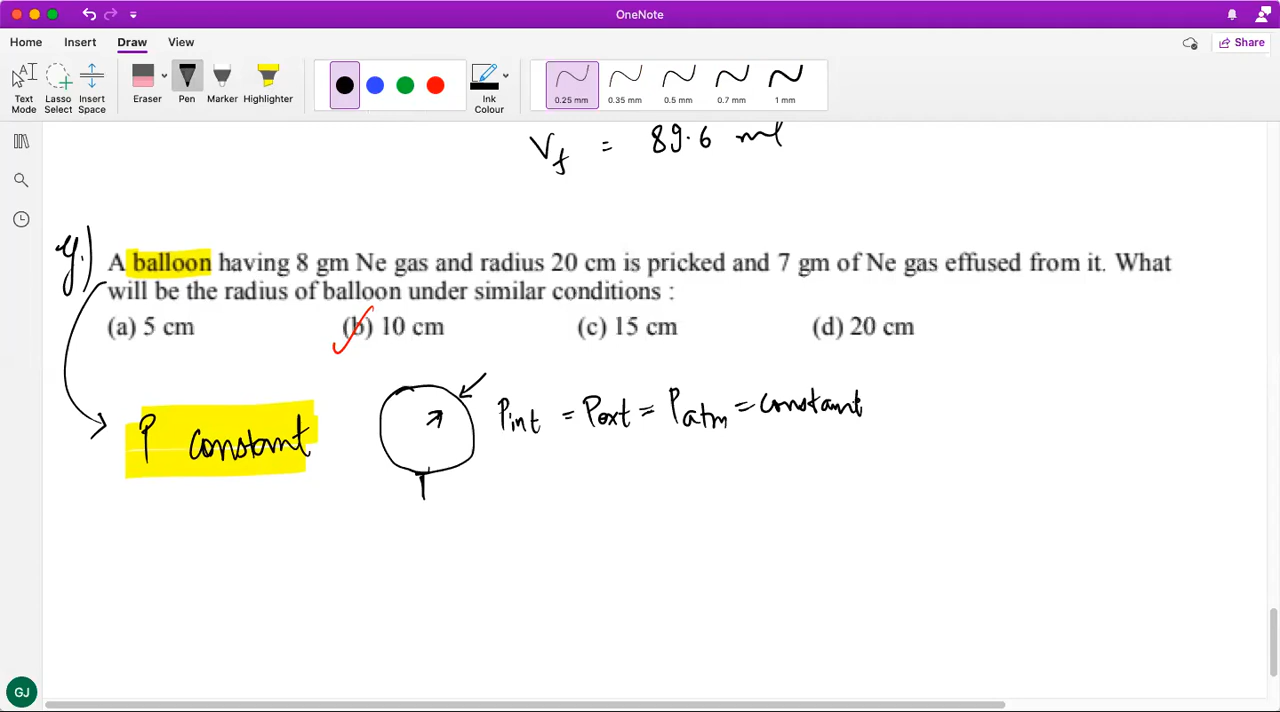 OneNote
Home Insert Draw View
Share
Text Mode
Lasso Select
Insert Space
Eraser
Pen
Marker
Highlighter
Ink Colour
0.25 mm
0.35 mm
0.5 mm
0.7 mm
1 mm
Vf = 89.6 ml
A balloon having 8 gm Ne gas and radius 20 cm is pricked and 7 gm of Ne gas effused from it. What
will be the radius of balloon under similar conditions :
(a) 5 cm (b) 10 cm (c) 15 cm (d) 20 cm
Pint = Pext = Patm = constant
P constant
GJ